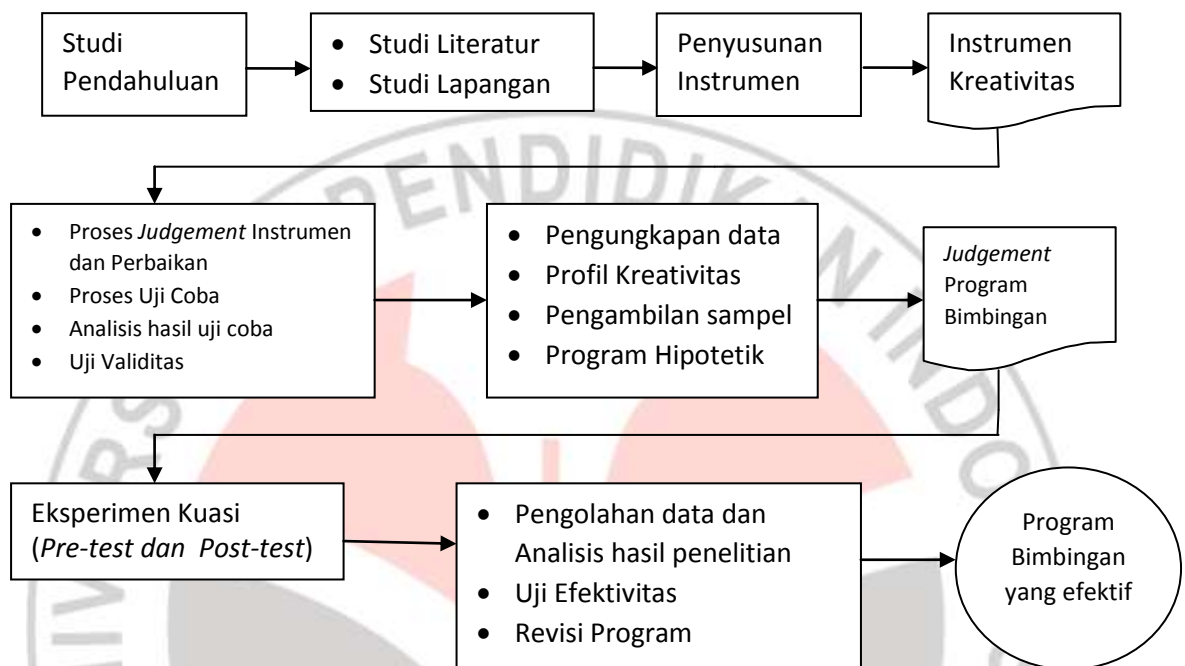 Studi
Pendahuluan
• Studi Literatur
• Studi Lapangan
Penyusunan
Instrumen
Instrumen
Kreativitas
• Proses Judgement Instrumen
dan Perbaikan
• Proses Uji Coba
• Analisis hasil uji coba
• Uji Validitas
• Pengungkapan data
• Profil Kreativitas
• Pengambilan sampel
• Program Hipotetik
Judgement
Program
Bimbingan
Eksperimen Kuasi
(Pre-test dan Post-test)
• Pengolahan data dan
Analisis hasil penelitian
• Uji Efektivitas
• Revisi Program
Program
Bimbingan
yang efektif
PENDIDIKAN INDO